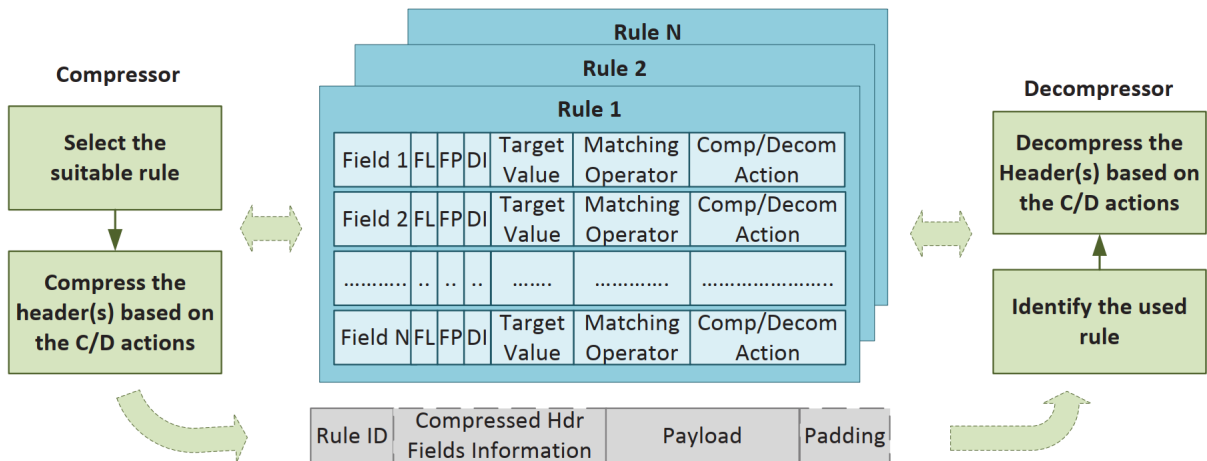 Compressor
Select the
suitable rule
Compress the
header(s) based on
the C/D actions
Rule N
Rule 2
Rule 1
Field 1 FL FP DI Target Value Matching Operator Comp/Decom Action
Field 2 FL FP DI Target Value Matching Operator Comp/Decom Action
……….. .. .. .. ……. …………. …………………..
Field N FL FP DI Target Value Matching Operator Comp/Decom Action
Decompressor
Decompress the
Header(s) based on
the C/D actions
Identify the used
rule
Rule ID Compressed Hdr Fields Information Payload Padding